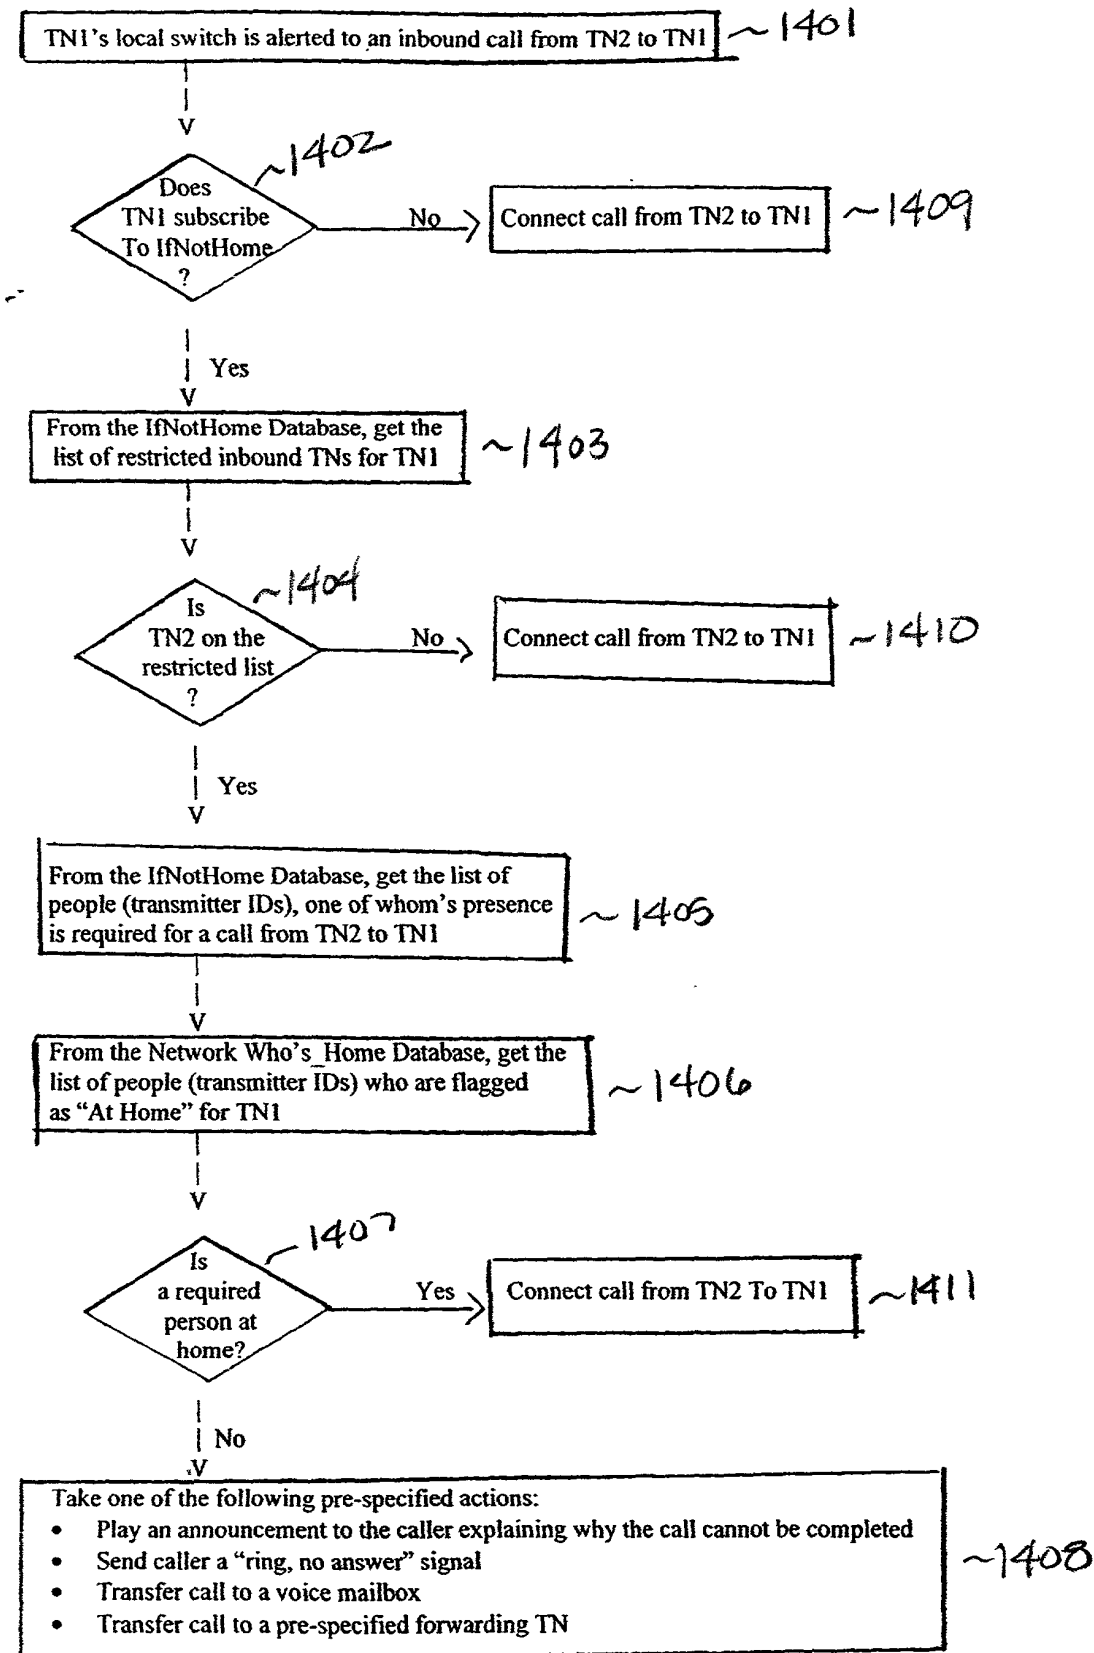 TN1's local switch is alerted to an inbound call from TN2 to TN1 ~1401
~1402
Does
TN1 subscribe
To IfNotHome
?
No
Connect call from TN2 to TN1 ~1409
Yes
From the IfNotHome Database, get the
list of restricted inbound TNs for TN1
~1403
~1404
Is
TN2 on the
restricted list
?
No
Connect call from TN2 to TN1 ~1410
Yes
From the IfNotHome Database, get the list of
people (transmitter IDs), one of whom's presence
is required for a call from TN2 to TN1
~1405
From the Network Who's_Home Database, get the
list of people (transmitter IDs) who are flagged
as "At Home" for TN1
~1406
1407
Is
a required
person at
home?
Yes
Connect call from TN2 To TN1 ~1411
No
Take one of the following pre-specified actions:
• Play an announcement to the caller explaining why the call cannot be completed
• Send caller a "ring, no answer" signal
• Transfer call to a voice mailbox
• Transfer call to a pre-specified forwarding TN
~1408